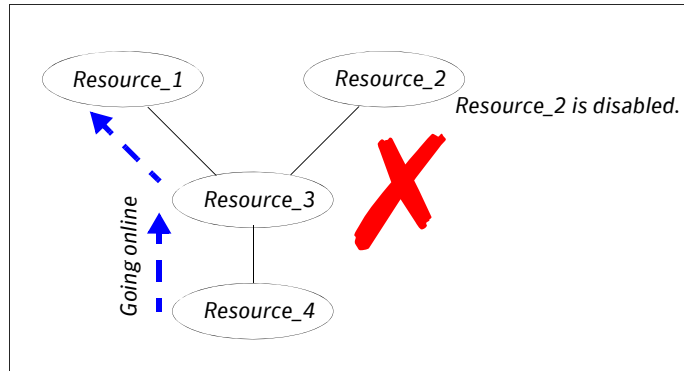 Resource_1
Resource_2
Resource_2 is disabled.
Resource_3
Going online
Resource_4